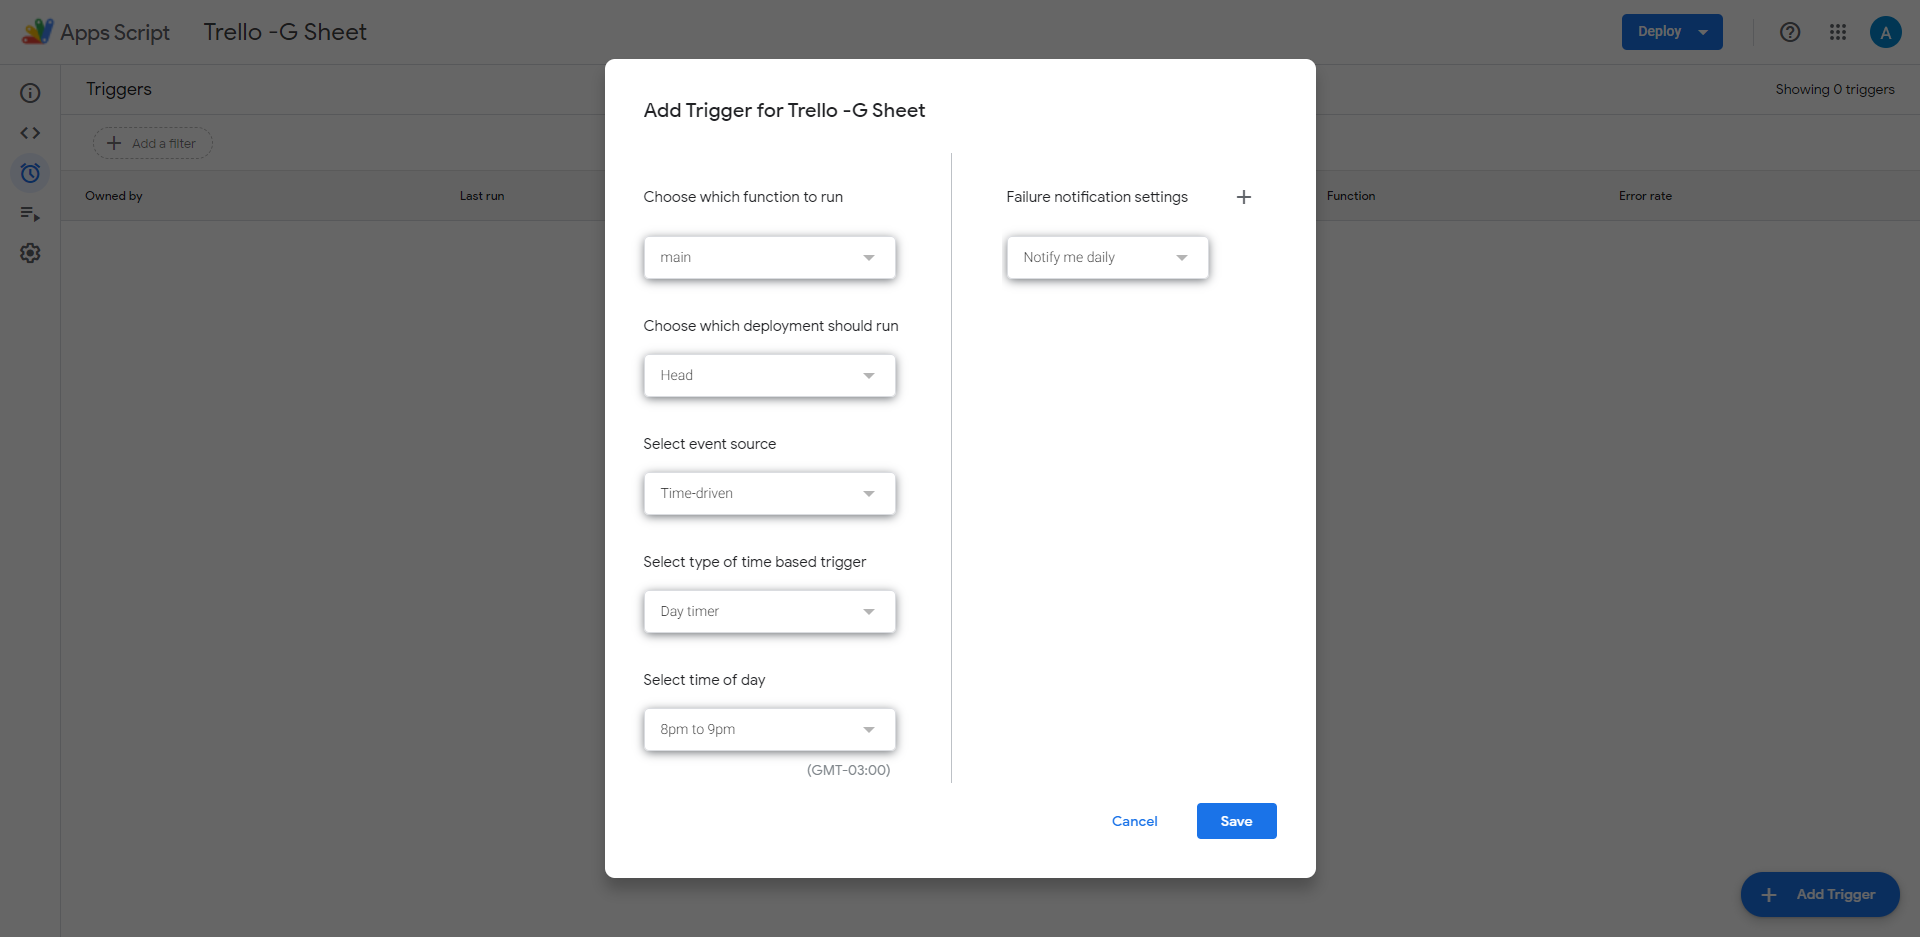 Apps Script
Trello -G Sheet
Deploy
A
Triggers
Showing 0 triggers
Add a filter
Owned by
Last run
Function
Error rate
Add Trigger for Trello -G Sheet
Choose which function to run
main
Choose which deployment should run
Head
Select event source
Time-driven
Select type of time based trigger
Day timer
Select time of day
8pm to 9pm
(GMT-03:00)
Failure notification settings
Notify me daily
Cancel
Save
Add Trigger